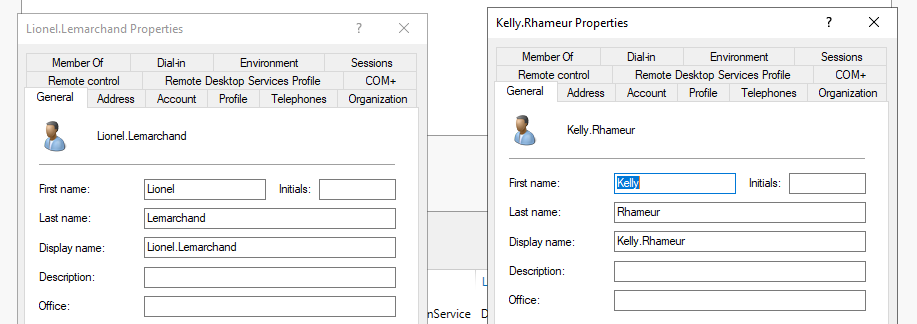 Lionel.Lemarchand Properties ?
Member Of Dial-in Environment Sessions
Remote control Remote Desktop Services Profile COM+
General Address Account Profile Telephones Organization
Lionel.Lemarchand
First name: Lionel Initials:
Last name: Lemarchand
Display name: Lionel.Lemarchand
Description:
Office:
Kelly.Rhameur Properties ?
Member Of Dial-in Environment Sessions
Remote control Remote Desktop Services Profile COM+
General Address Account Profile Telephones Organization
Kelly.Rhameur
First name: Kelly Initials:
Last name: Rhameur
Display name: Kelly.Rhameur
Description:
Office:
nService D